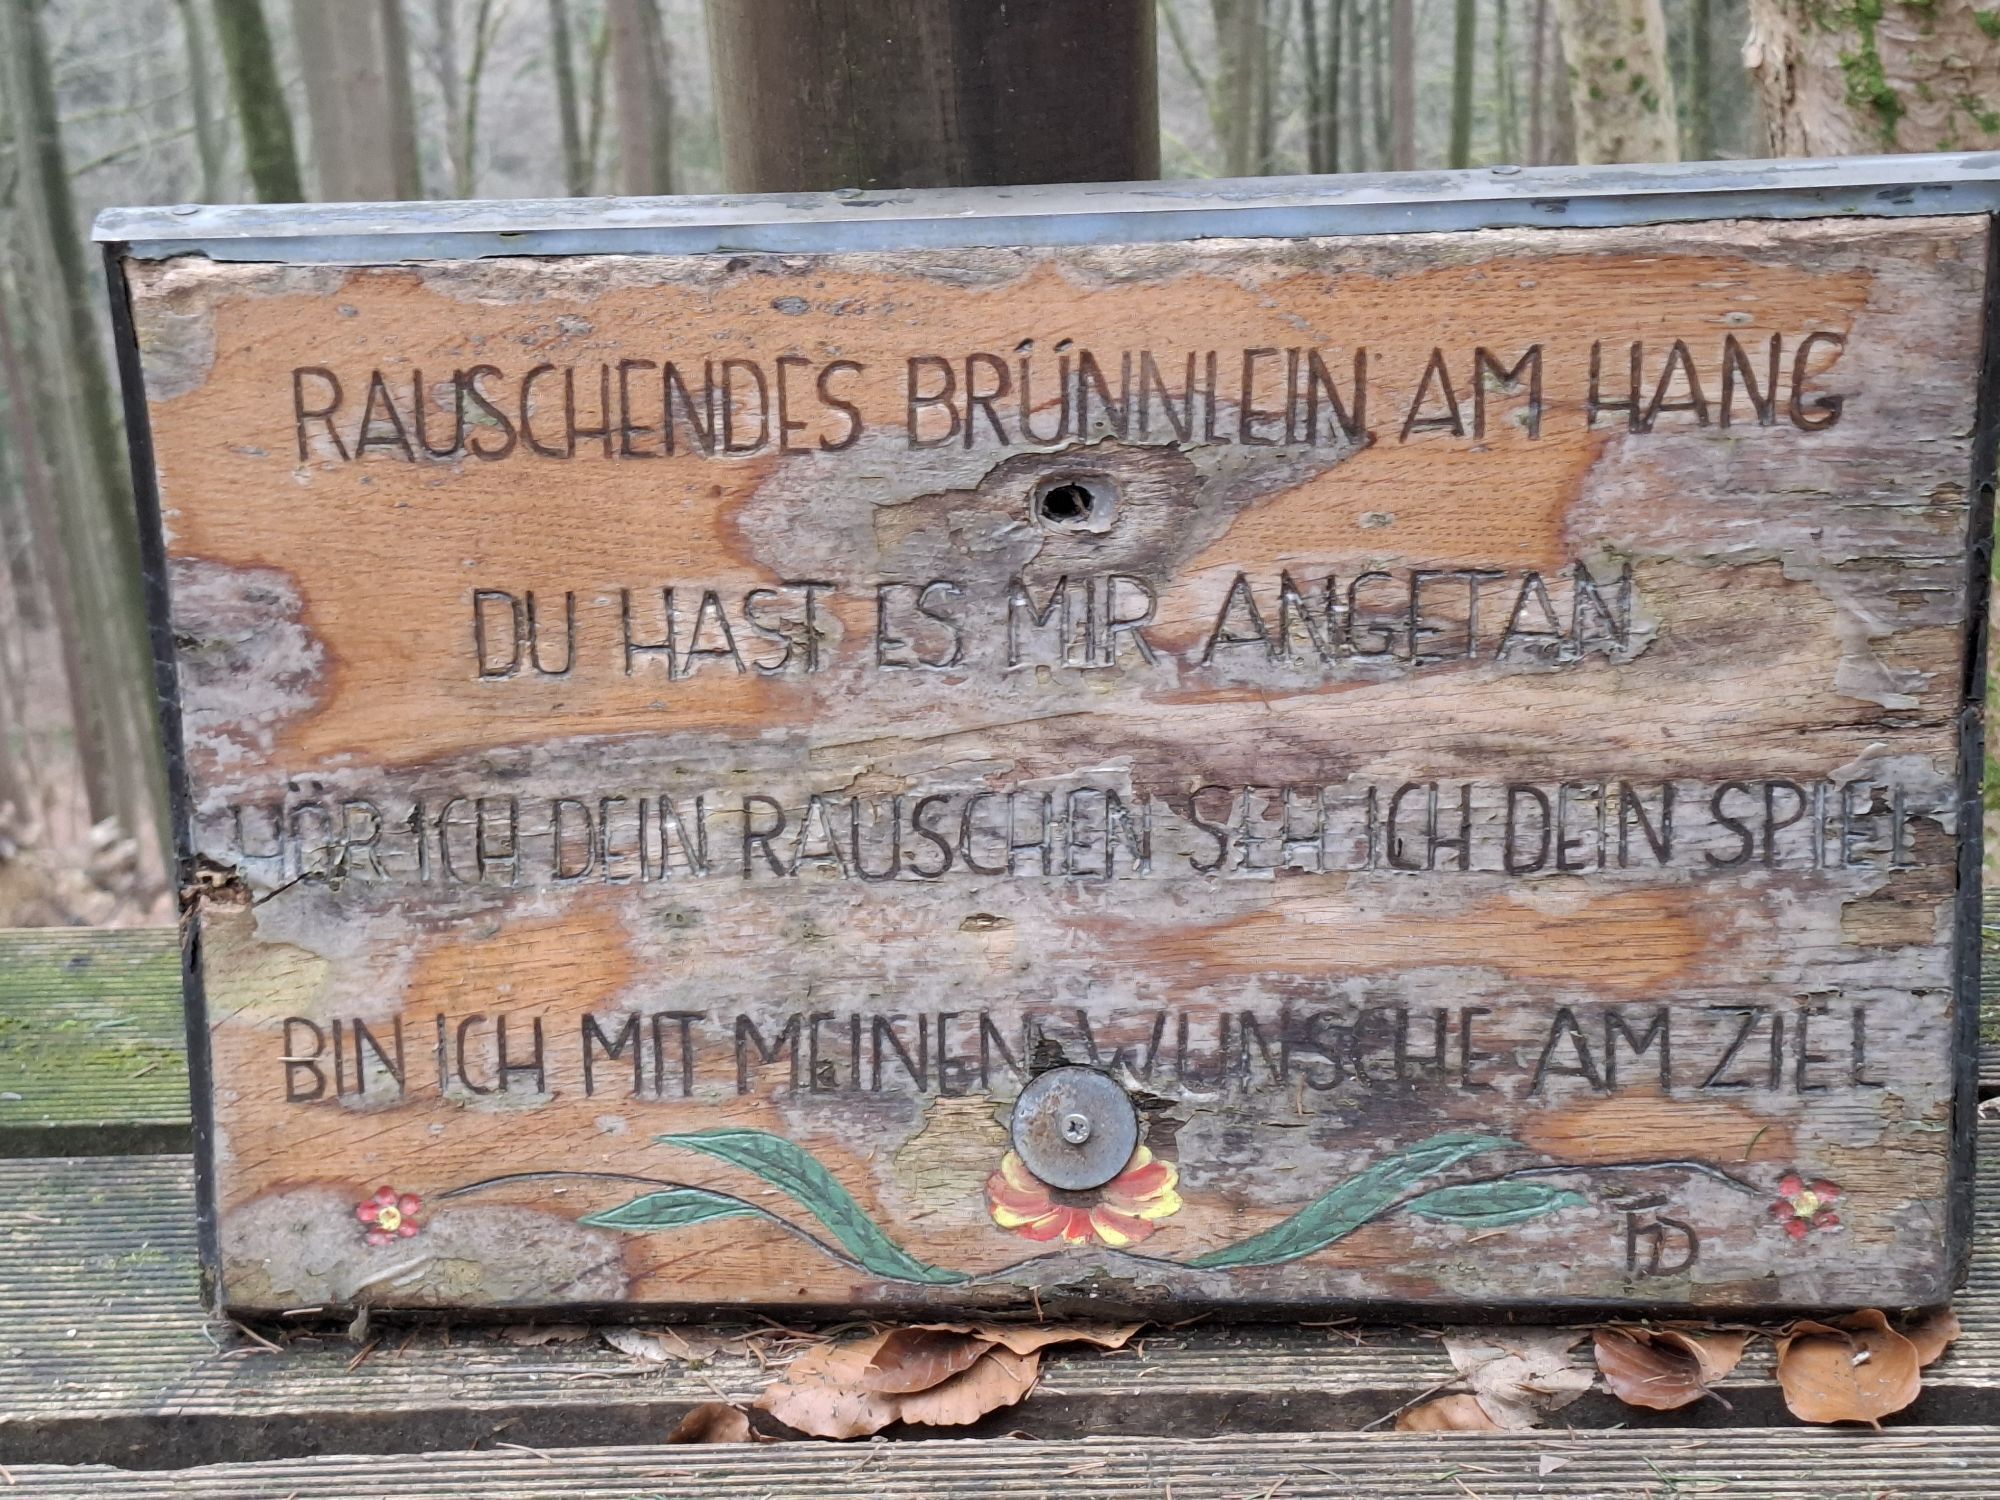 RAUSCHENDES BRÜNNLEIN AM HANG
DU HAST ES MIR ANGETAN
HÖR ICH DEIN RAUSCHEN SEH ICH DEIN SPIEL
BIN ICH MIT MEINEN WUNSCHE AM ZIEL